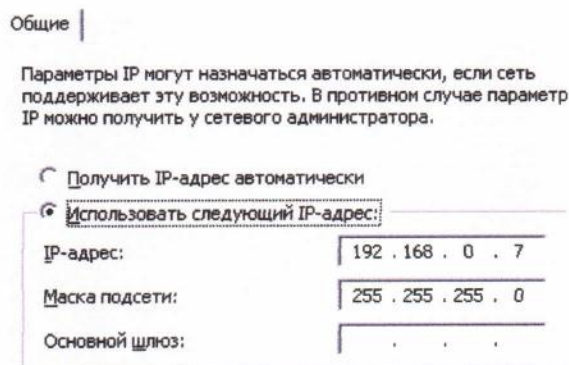 Общие
Параметры IP могут назначаться автоматически, если сеть
поддерживает эту возможность. В противном случае параметр
IP можно получить у сетевого администратора.
Получить IP-адрес автоматически
Использовать следующий IP-адрес:
IP-адрес: 192 . 168 . 0 . 7
Маска подсети: 255 . 255 . 255 . 0
Основной шлюз: . . .